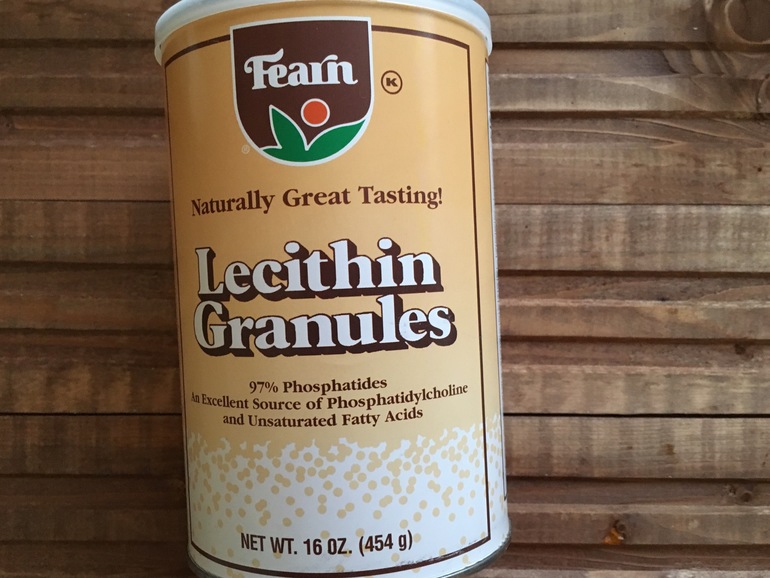 Fearn
K
®
Naturally Great Tasting!
Lecithin
Granules
97% Phosphatides
An Excellent Source of Phosphatidylcholine
and Unsaturated Fatty Acids
NET WT. 16 OZ. (454 g)